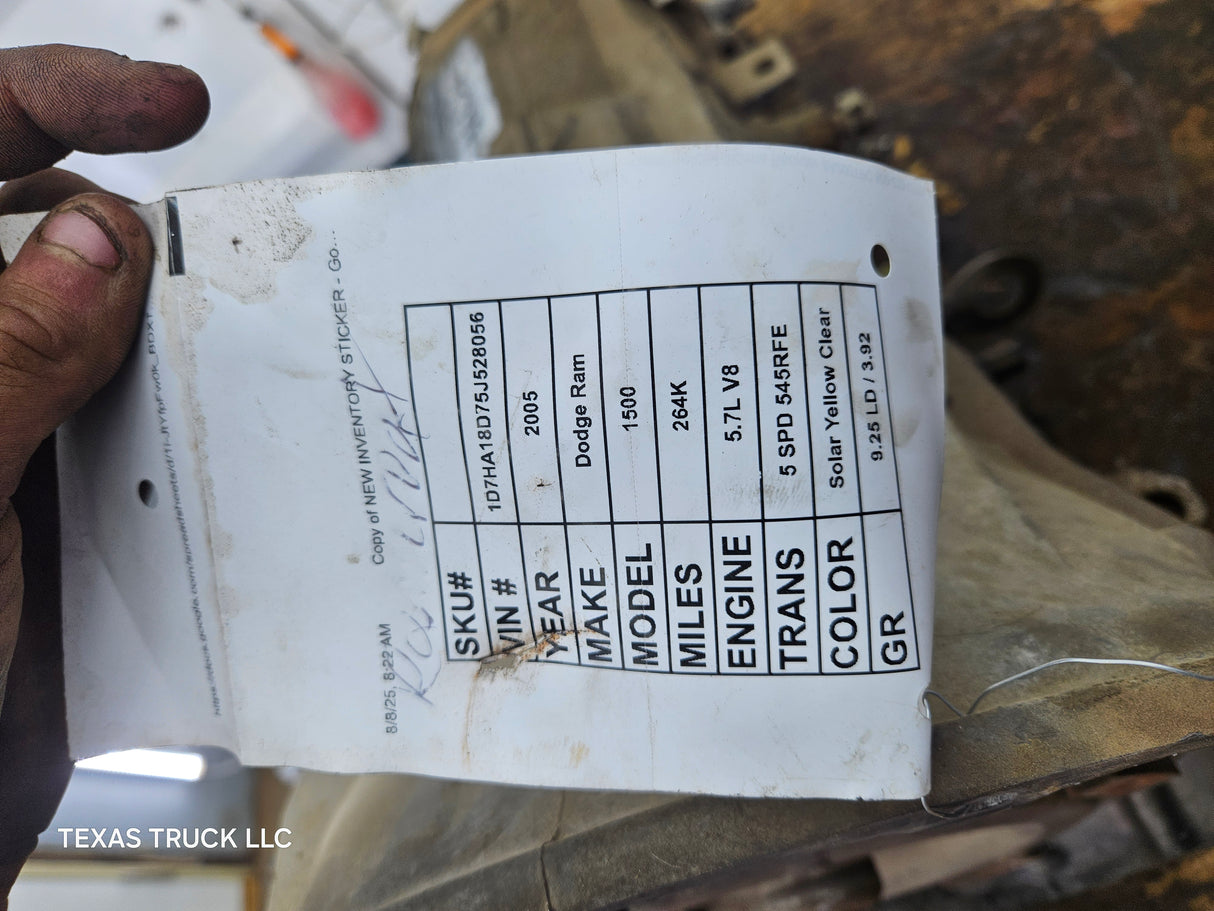 8/8/25, 8:22 AM Copy of NEW INVENTORY STICKER - Go...
SKU#
VIN # 1D7HA18D75J528056
YEAR 2005
MAKE Dodge Ram
MODEL 1500
MILES 264K
ENGINE 5.7L V8
TRANS 5 SPD 545RFE
COLOR Solar Yellow Clear
GR 9.25 LD / 3.92
TEXAS TRUCK LLC